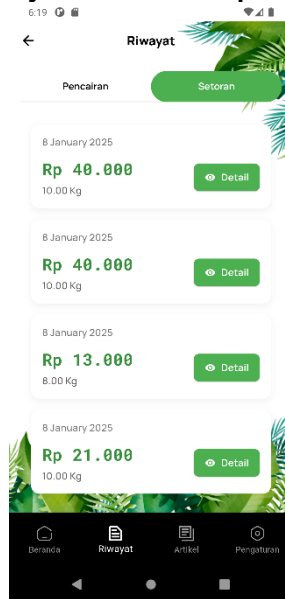 6:19
Riwayat
Pencairan
Setoran
8 January 2025
Rp 40.000
10.00 Kg
Detail
8 January 2025
Rp 40.000
10.00 Kg
Detail
8 January 2025
Rp 13.000
8.00 Kg
Detail
8 January 2025
Rp 21.000
10.00 Kg
Detail
Beranda
Riwayat
Artikel
Pengaturan